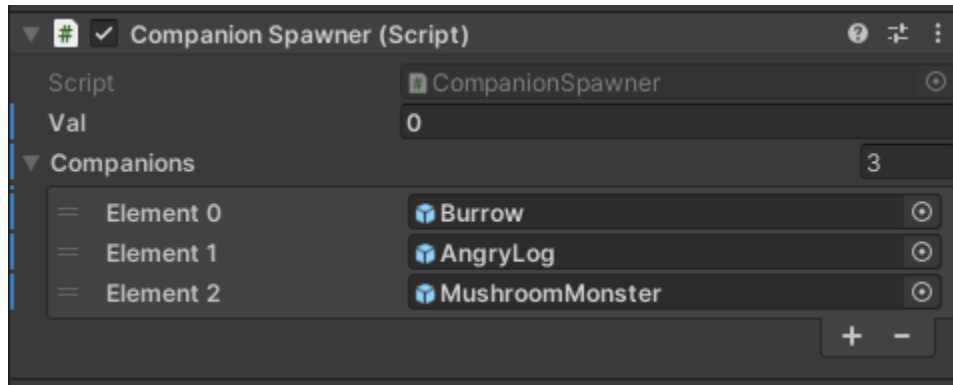 Companion Spawner (Script)
Script CompanionSpawner
Val 0
Companions 3
Element 0 Burrow
Element 1 AngryLog
Element 2 MushroomMonster